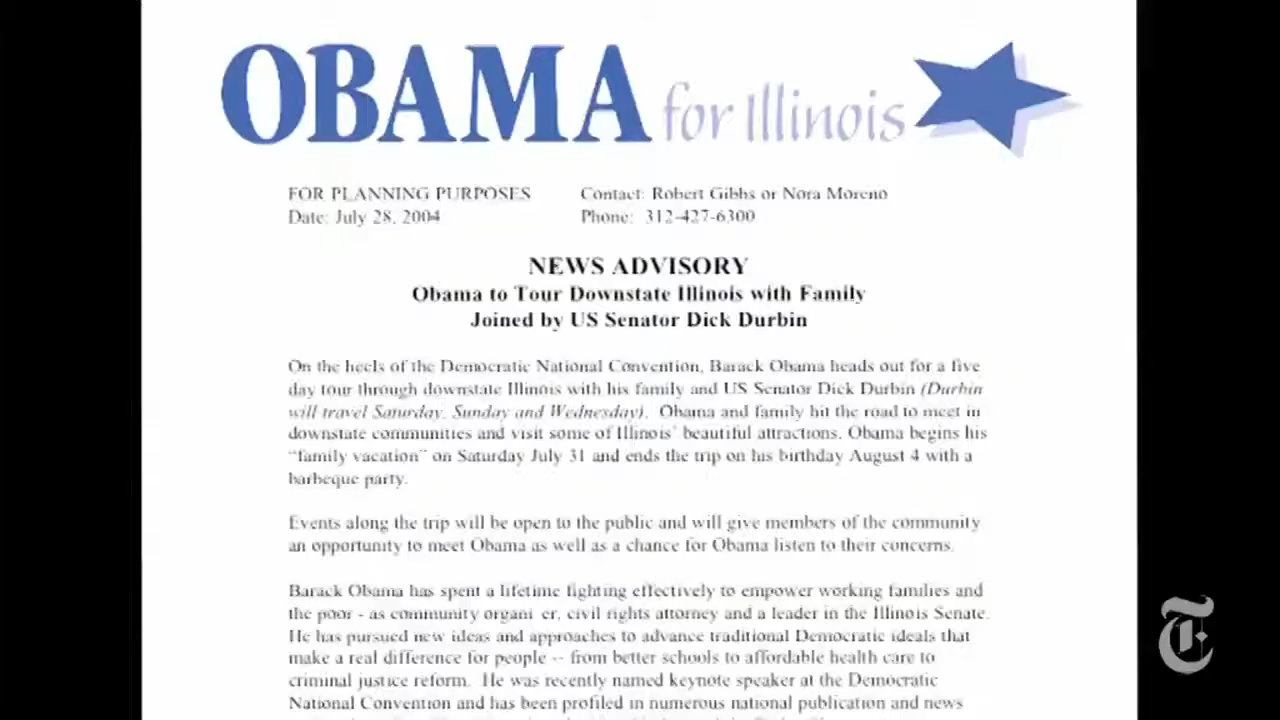 OBAMA for Illinois
FOR PLANNING PURPOSES Contact: Robert Gibbs or Nora Moreno
Date: July 28, 2004 Phone: 312-427-6300
NEWS ADVISORY
Obama to Tour Downstate Illinois with Family
Joined by US Senator Dick Durbin
On the heels of the Democratic National Convention, Barack Obama heads out for a five
day tour through downstate Illinois with his family and US Senator Dick Durbin (Durbin
will travel Saturday, Sunday and Wednesday). Obama and family hit the road to meet in
downstate communities and visit some of Illinois' beautiful attractions. Obama begins his
"family vacation" on Saturday July 31 and ends the trip on his birthday August 4 with a
barbeque party.
Events along the trip will be open to the public and will give members of the community
an opportunity to meet Obama as well as a chance for Obama listen to their concerns.
Barack Obama has spent a lifetime fighting effectively to empower working families and
the poor - as community organi er, civil rights attorney and a leader in the Illinois Senate.
He has pursued new ideas and approaches to advance traditional Democratic ideals that
make a real difference for people -- from better schools to affordable health care to
criminal justice reform. He was recently named keynote speaker at the Democratic
National Convention and has been profiled in numerous national publication and news
T